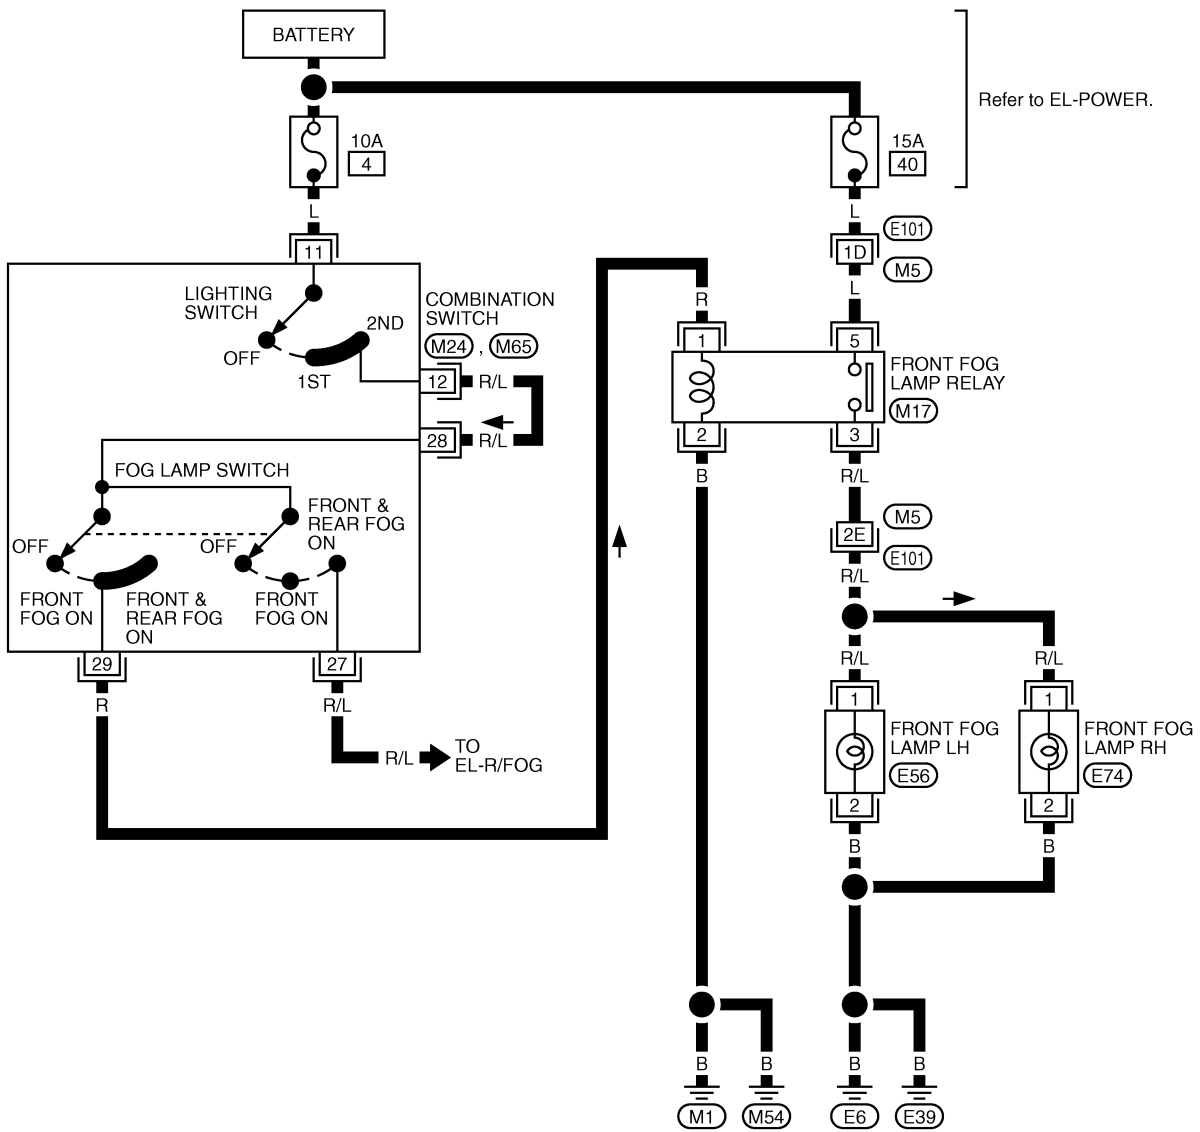 BATTERY
Refer to EL-POWER.
10A
4
15A
40
L
L
E101
11
1D
M5
L
LIGHTING
SWITCH
2ND
OFF
1ST
COMBINATION
SWITCH
M24 , M65
12
R/L
28
R/L
R
1
5
FRONT FOG
LAMP RELAY
M17
2
3
B
R/L
M5
2E
E101
R/L
FOG LAMP SWITCH
FRONT &
REAR FOG
ON
OFF
OFF
FRONT
FOG ON
FRONT &
REAR FOG
ON
FRONT
FOG ON
29
27
R
R/L
R/L
TO
EL-R/FOG
R/L
R/L
1
1
FRONT FOG
LAMP LH
E56
FRONT FOG
LAMP RH
E74
2
2
B
B
B
B
B
B
M1
M54
E6
E39